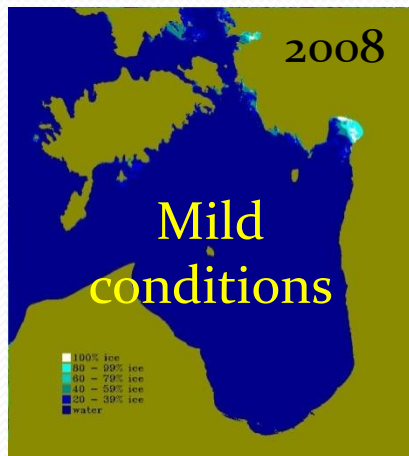 2008
Mild
conditions
100% ice
80 - 99% ice
60 - 79% ice
40 - 59% ice
20 - 39% ice
water